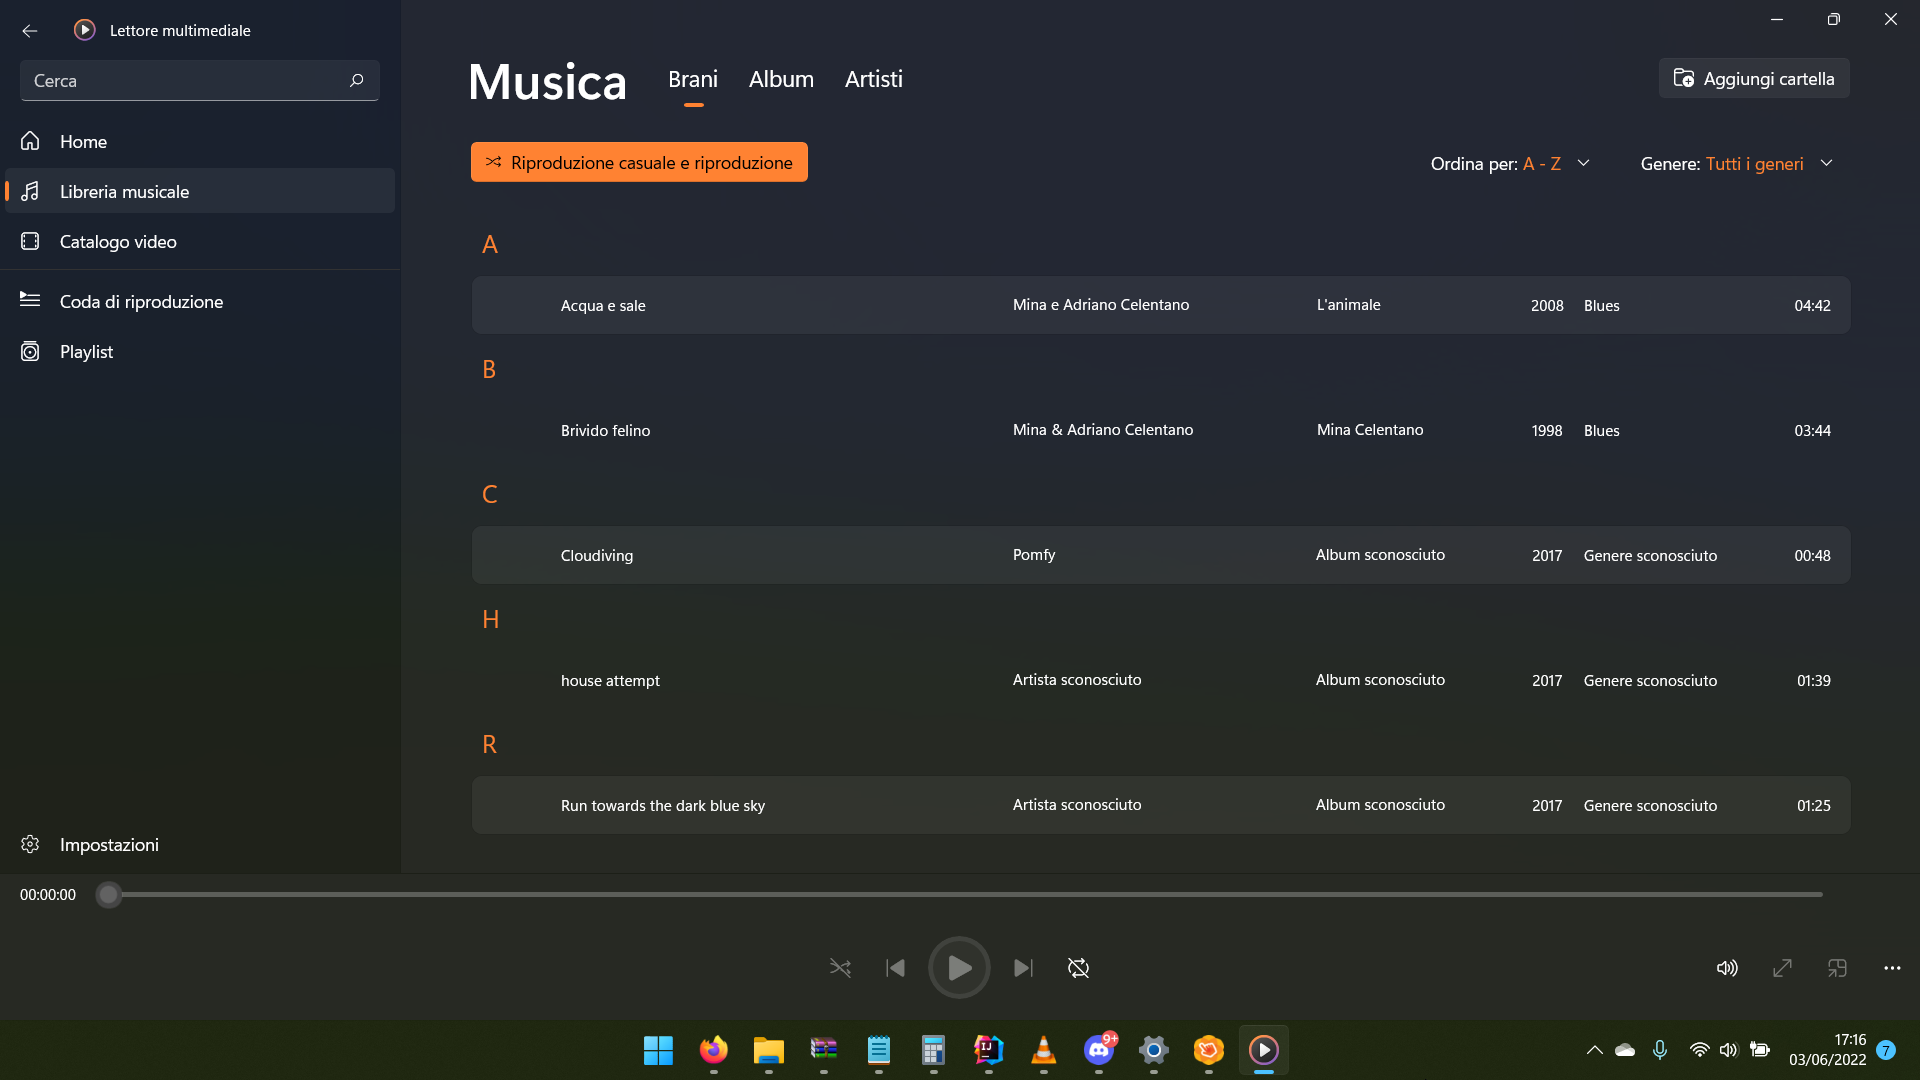 Lettore multimediale
Cerca
Home
Libreria musicale
Catalogo video
Coda di riproduzione
Playlist
Impostazioni
Musica Brani Album Artisti
Aggiungi cartella
Riproduzione casuale e riproduzione
Ordina per: A - Z Genere: Tutti i generi
A
Acqua e sale Mina e Adriano Celentano L'animale 2008 Blues 04:42
B
Brivido felino Mina & Adriano Celentano Mina Celentano 1998 Blues 03:44
C
Cloudiving Pomfy Album sconosciuto 2017 Genere sconosciuto 00:48
H
house attempt Artista sconosciuto Album sconosciuto 2017 Genere sconosciuto 01:39
R
Run towards the dark blue sky Artista sconosciuto Album sconosciuto 2017 Genere sconosciuto 01:25
00:00:00
IJ
9+
17:16
03/06/2022
7